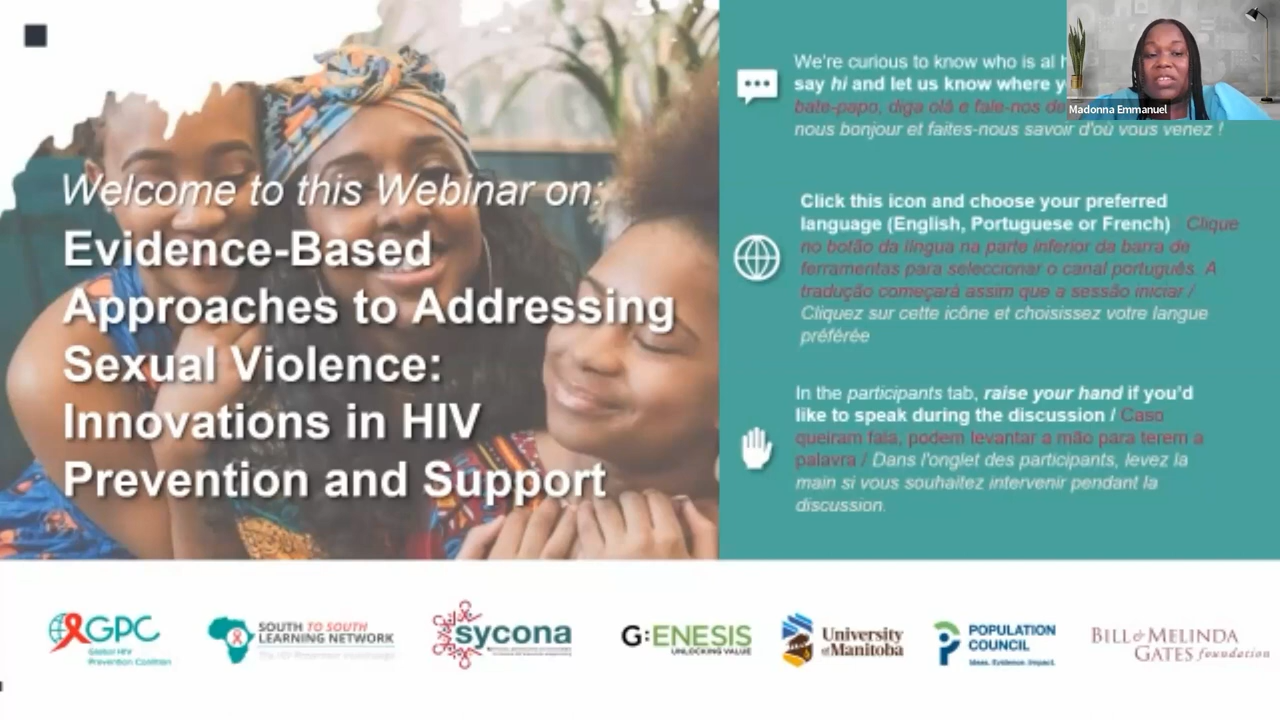 Welcome to this Webinar on:
Evidence-Based
Approaches to Addressing
Sexual Violence:
Innovations in HIV
Prevention and Support
We're curious to know who is al
say hi and let us know where
bate-papo, diga olá e fale-nos
nous bonjour et faites-nous savoir d'où vous venez !
Madonna Emmanuel
Click this icon and choose your preferred
language (English, Portuguese or French) Clique
no botão da língua na parte inferior da barra de
ferramentas para seleccionar o canal português. A
tradução começará assim que a sessão iniciar /
Cliquez sur cette icône et choisissez votre langue
préférée
In the participants tab, raise your hand if you'd
like to speak during the discussion / Caso
queiram fala, podem levantar a mão para terem a
palavra / Dans l'onglet des participants, levez la
main si vous souhaitez intervenir pendant la
discussion.
GPC
Global HIV
Prevention Coalition
SOUTH TO SOUTH
LEARNING NETWORK
sycona
G:ENESIS
UNLOCKING VALUE
University
of Manitoba
POPULATION
COUNCIL
Ideas. Evidence. Impact.
BILL & MELINDA
GATES foundation